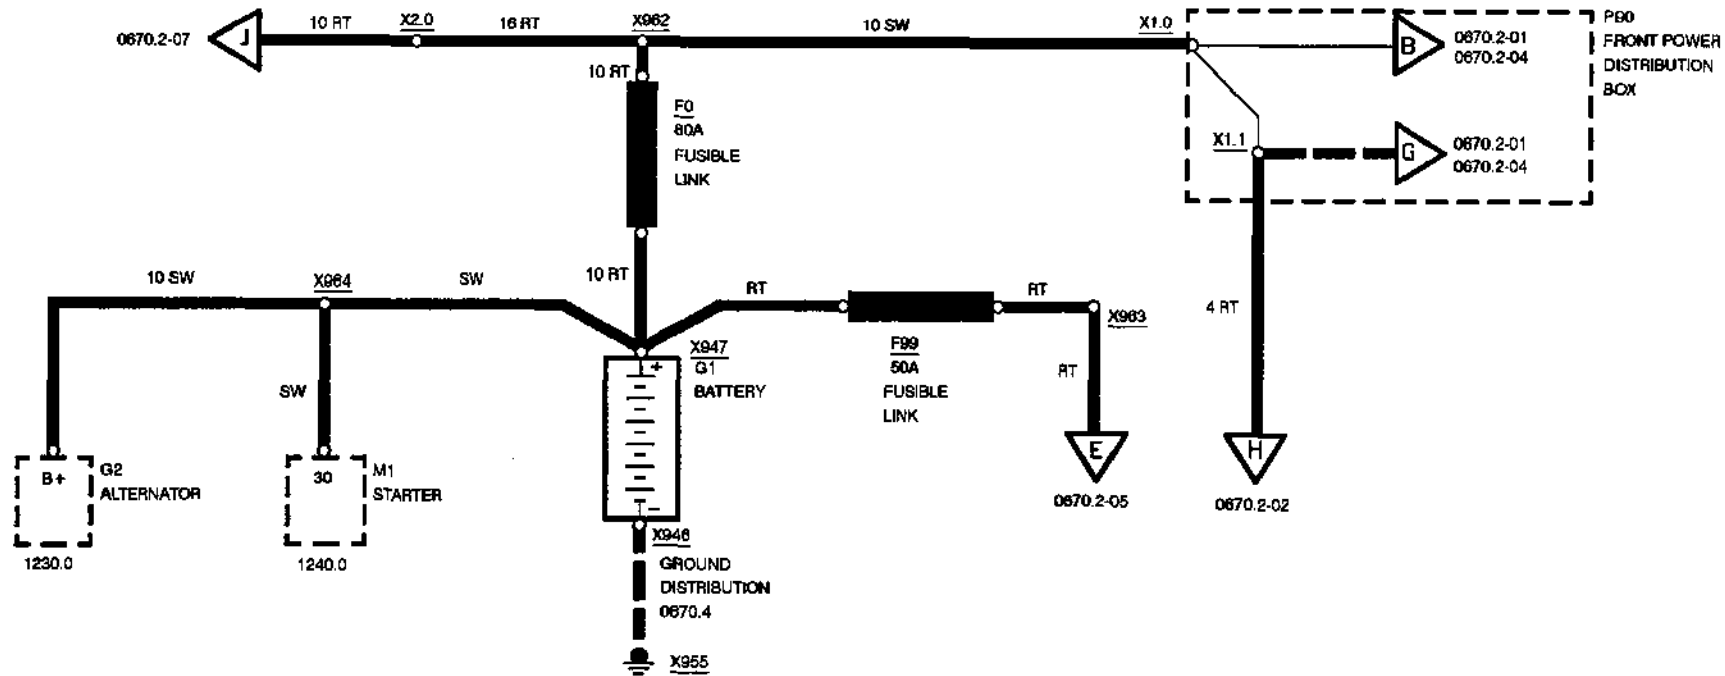 0670.2-07
J
10 RT
X2.0
16 RT
X962
10 SW
X1.0
B
0670.2-01
0670.2-04
P90
FRONT POWER
DISTRIBUTION
BOX
10 RT
F0
80A
FUSIBLE
LINK
X1.1
G
0670.2-01
0670.2-04
10 SW
X964
SW
10 RT
RT
RT
X963
4 RT
F99
50A
FUSIBLE
LINK
X947
G1
BATTERY
+
RT
SW
B+
G2
ALTERNATOR
30
M1
STARTER
E
H
0670.2-05
0670.2-02
-
1230.0
1240.0
X946
GROUND
DISTRIBUTION
0670.4
X955